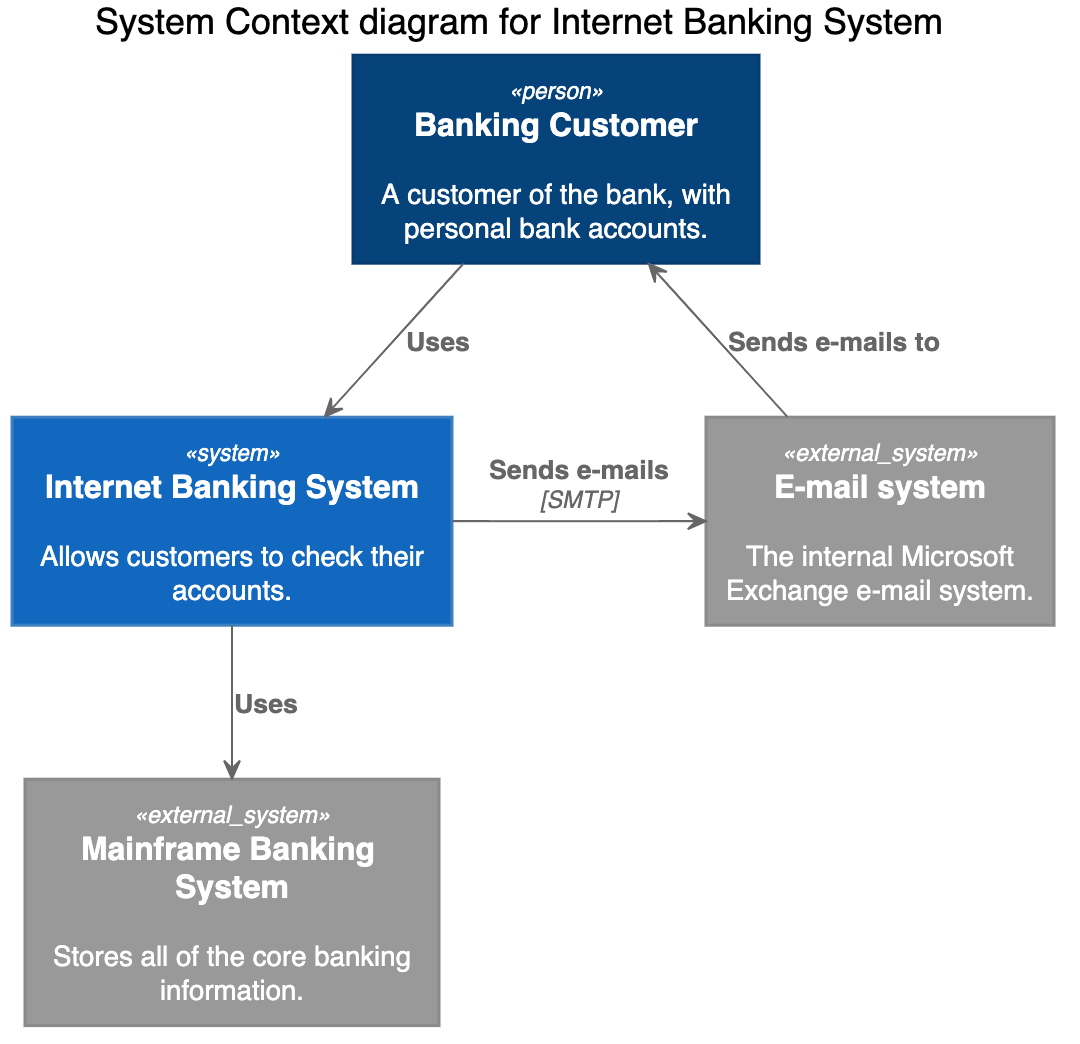 System Context diagram for Internet Banking System
«person»
Banking Customer
A customer of the bank, with
personal bank accounts.
Uses
Sends e-mails to
«system»
Internet Banking System
Allows customers to check their
accounts.
Sends e-mails
[SMTP]
«external_system»
E-mail system
The internal Microsoft
Exchange e-mail system.
Uses
«external_system»
Mainframe Banking
System
Stores all of the core banking
information.